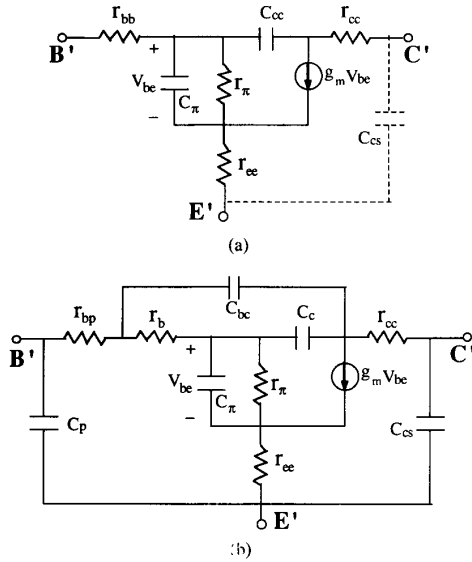 r_bb
C_cc
r_cc
B'
+
C'
V_be
C_π
r_π
g_m V_be
−
C_cs
r_ee
E'
(a)
C_bc
r_bp
r_b
C_c
r_cc
B'
+
C'
V_be
C_π
r_π
g_m V_be
−
C_p
C_cs
r_ee
E'
(b)